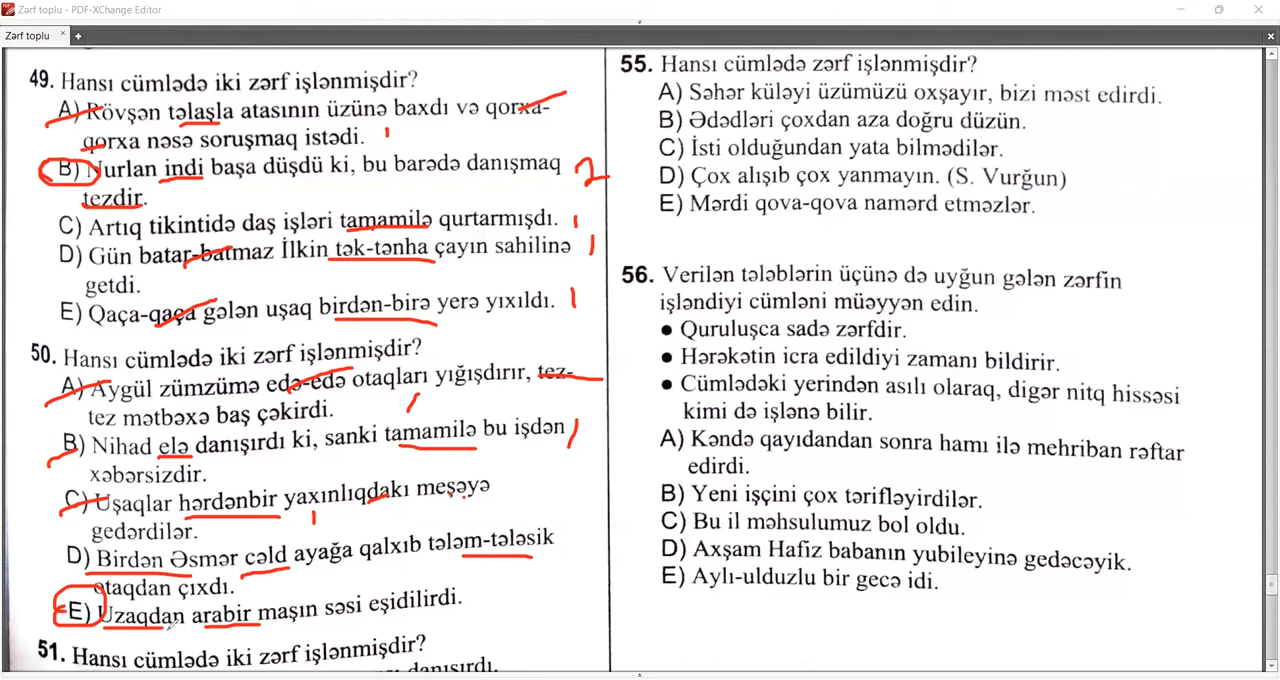 Zərf toplu - PDF-XChange Editor
Zərf toplu
49. Hansı cümlədə iki zərf işlənmişdir?
A) Rövşən təlaşla atasının üzünə baxdı və qorxa-
qorxa nəsə soruşmaq istədi. 1
B) Nurlan indi başa düşdü ki, bu barədə danışmaq 2
tezdir.
C) Artıq tikintidə daş işləri tamamilə qurtarmışdı. 1
D) Gün batar-batmaz İlkin tək-tənha çayın sahilinə 1
getdi.
E) Qaça-qaça gələn uşaq birdən-birə yerə yıxıldı. 1
50. Hansı cümlədə iki zərf işlənmişdir?
A) Aygül zümzümə edə-edə otaqları yığışdırır, tez-
tez mətbəxə baş çəkirdi. 1
B) Nihad elə danışırdı ki, sanki tamamilə bu işdən 1
xəbərsizdir.
C) Uşaqlar hərdənbir yaxınlıqdakı meşəyə
gedərdilər. 1
D) Birdən Əsmər cəld ayağa qalxıb tələm-tələsik
otaqdan çıxdı.
E) Uzaqdan arabir maşın səsi eşidilirdi.
51. Hansı cümlədə iki zərf işlənmişdir?
danışırdı.
55. Hansı cümlədə zərf işlənmişdir?
A) Səhər küləyi üzümüzü oxşayır, bizi məst edirdi.
B) Ədədləri çoxdan aza doğru düzün.
C) İsti olduğundan yata bilmədilər.
D) Çox alışıb çox yanmayın. (S. Vurğun)
E) Mərdi qova-qova namərd etməzlər.
56. Verilən tələblərin üçünə də uyğun gələn zərfin
işləndiyi cümləni müəyyən edin.
● Quruluşca sadə zərfdir.
● Hərəkətin icra edildiyi zamanı bildirir.
● Cümlədəki yerindən asılı olaraq, digər nitq hissəsi
kimi də işlənə bilir.
A) Kəndə qayıdandan sonra hamı ilə mehriban rəftar
edirdi.
B) Yeni işçini çox tərifləyirdilər.
C) Bu il məhsulumuz bol oldu.
D) Axşam Hafiz babanın yubileyinə gedəcəyik.
E) Aylı-ulduzlu bir gecə idi.